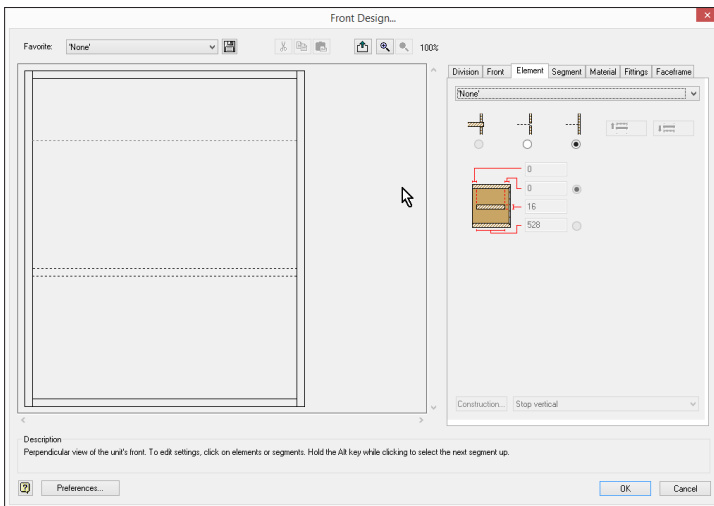 Front Design...
Favorite: 'None' 100%
Division Front Element Segment Material Fittings Faceframe
'None'
0
0
16
528
Construction... Stop vertical
Description
Perpendicular view of the unit's front. To edit settings, click on elements or segments. Hold the Alt key while clicking to select the next segment up.
Preferences... OK Cancel